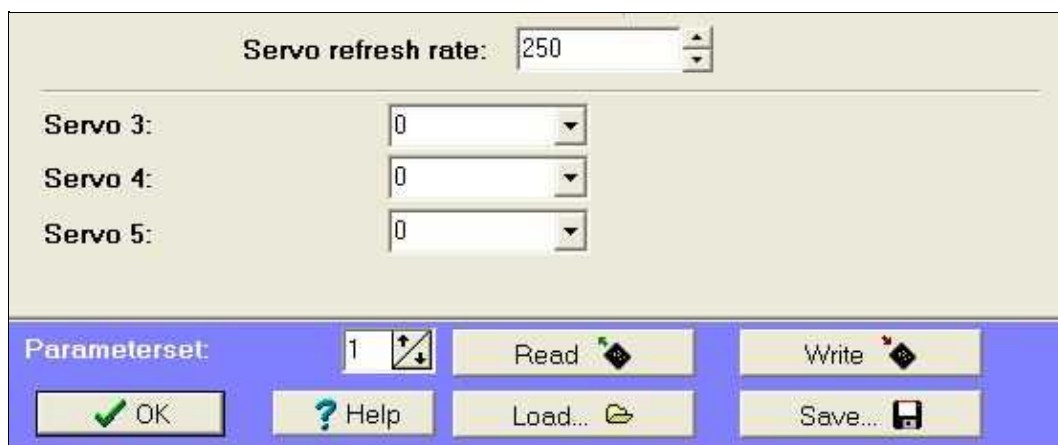 Servo refresh rate: 250
Servo 3: 0
Servo 4: 0
Servo 5: 0
Parameterset: 1 Read Write
OK Help Load... Save...